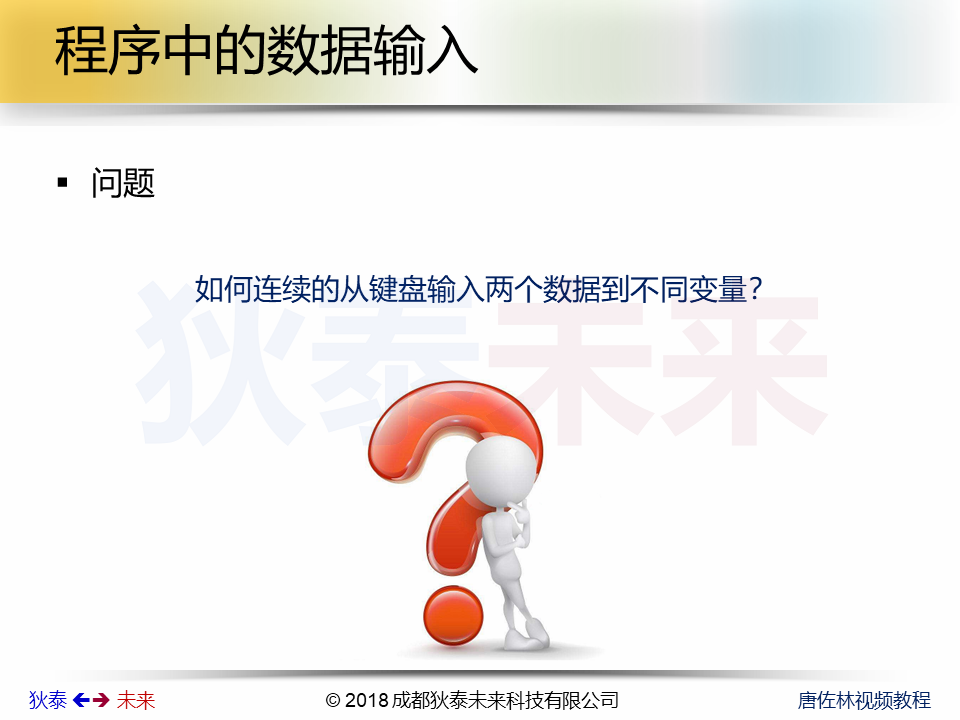 程序中的数据输入
▪ 问题
如何连续的从键盘输入两个数据到不同变量？
狄泰未来
狄泰 🡸🡺 未来
© 2018 成都狄泰未来科技有限公司
唐佐林视频教程